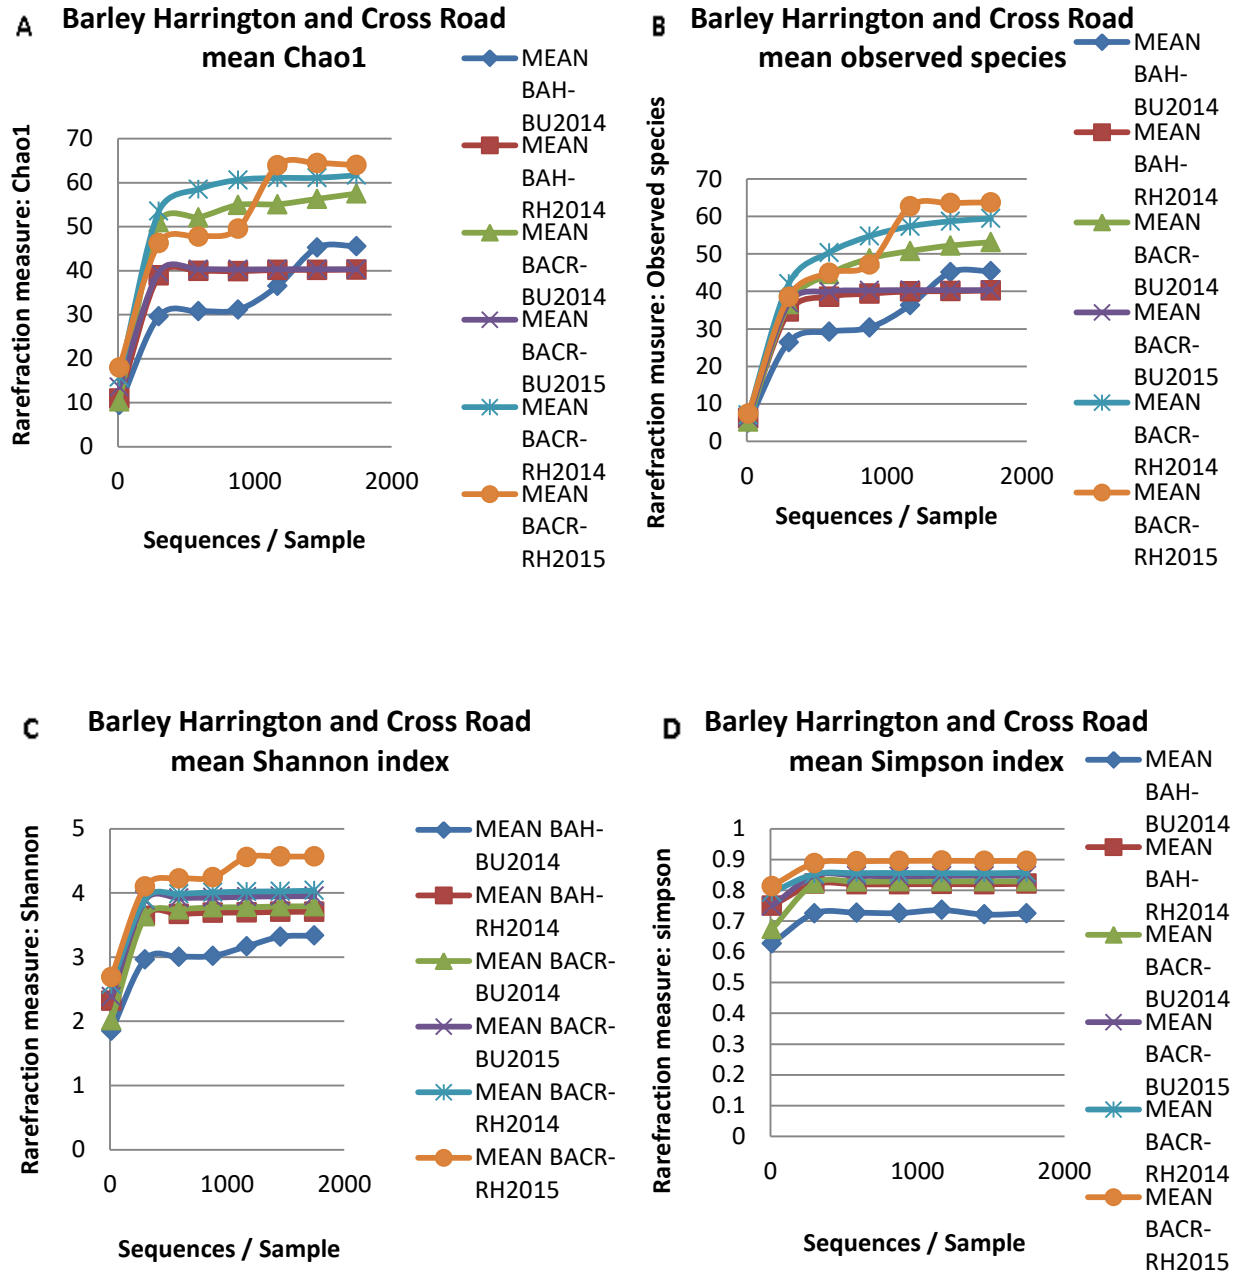 A
Barley Harrington and Cross Road
mean Chao1
Rarefraction measure: Chao1
70
60
50
40
30
20
10
0
0
1000
2000
Sequences / Sample
MEAN
BAH-
BU2014
MEAN
BAH-
RH2014
MEAN
BACR-
BU2014
MEAN
BACR-
BU2015
MEAN
BACR-
RH2014
MEAN
BACR-
RH2015
B
Barley Harrington and Cross Road
mean observed species
Rarefraction musure: Observed species
70
60
50
40
30
20
10
0
0
1000
2000
Sequences / Sample
MEAN
BAH-
BU2014
MEAN
BAH-
RH2014
MEAN
BACR-
BU2014
MEAN
BACR-
BU2015
MEAN
BACR-
RH2014
MEAN
BACR-
RH2015
C
Barley Harrington and Cross Road
mean Shannon index
Rarefraction measure: Shannon
5
4
3
2
1
0
0
1000
2000
Sequences / Sample
MEAN BAH-
BU2014
MEAN BAH-
RH2014
MEAN BACR-
BU2014
MEAN BACR-
BU2015
MEAN BACR-
RH2014
MEAN BACR-
RH2015
D
Barley Harrington and Cross Road
mean Simpson index
Rarefraction measure: simpson
1
0.9
0.8
0.7
0.6
0.5
0.4
0.3
0.2
0.1
0
0
1000
2000
Sequences / Sample
MEAN
BAH-
BU2014
MEAN
BAH-
RH2014
MEAN
BACR-
BU2014
MEAN
BACR-
BU2015
MEAN
BACR-
RH2014
MEAN
BACR-
RH2015